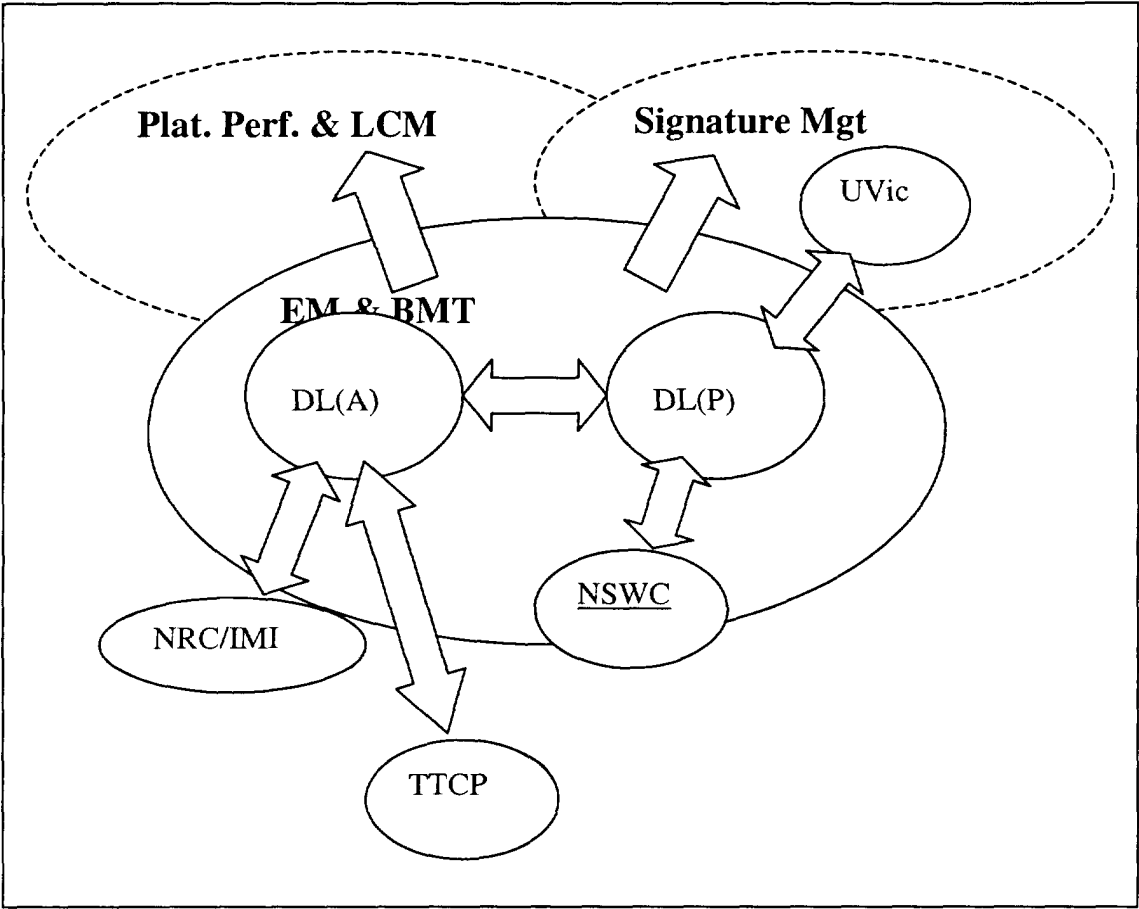 Plat. Perf. & LCM
Signature Mgt
UVic
EM & BMT
DL(A)
DL(P)
NSWC
NRC/IMI
TTCP